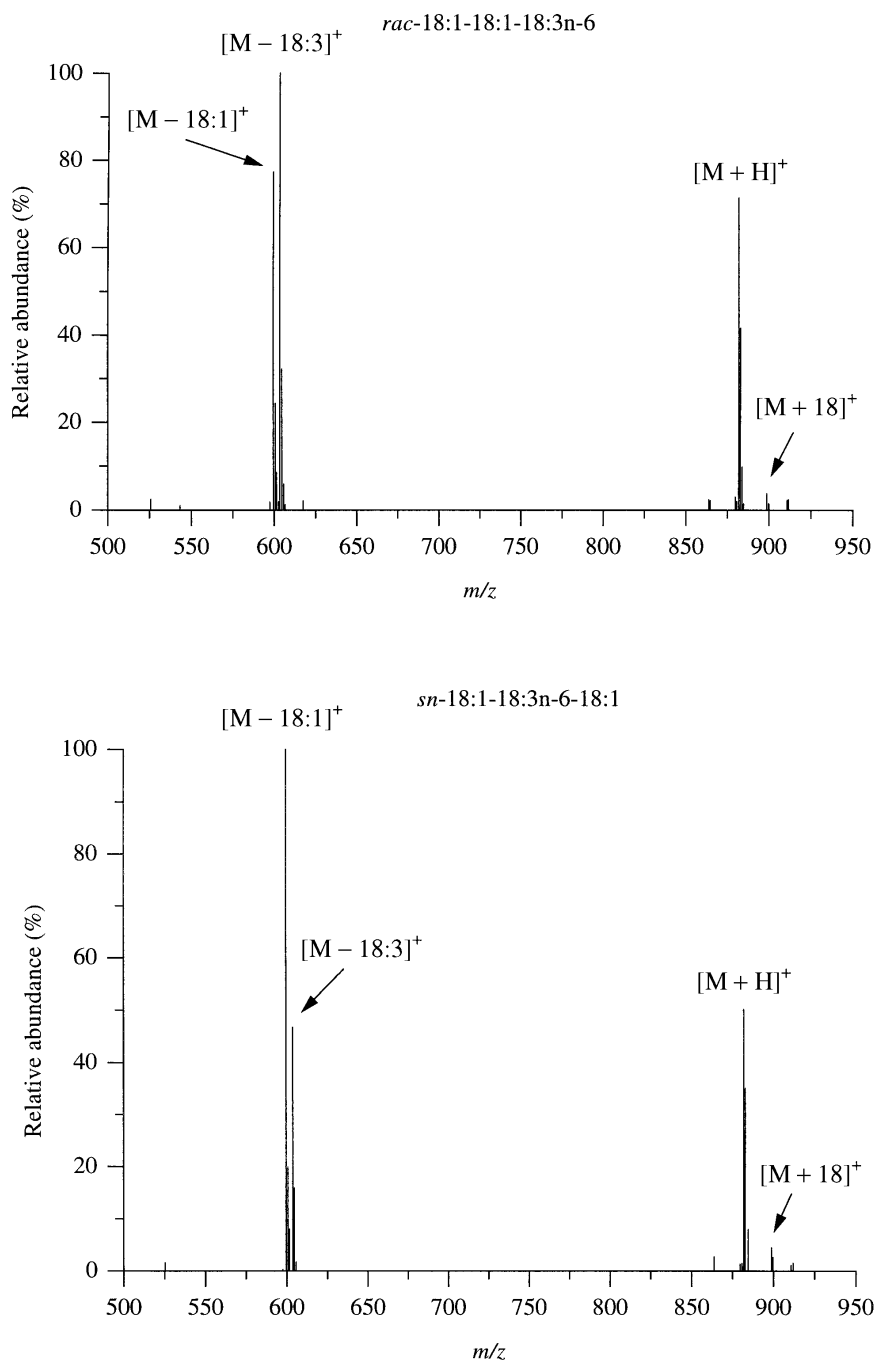 rac-18:1-18:1-18:3n-6
[M – 18:3]+
[M – 18:1]+
[M + H]+
[M + 18]+
Relative abundance (%)
100
80
60
40
20
0
500 550 600 650 700 750 800 850 900 950
m/z
sn-18:1-18:3n-6-18:1
[M – 18:1]+
[M – 18:3]+
[M + H]+
[M + 18]+
Relative abundance (%)
100
80
60
40
20
0
500 550 600 650 700 750 800 850 900 950
m/z